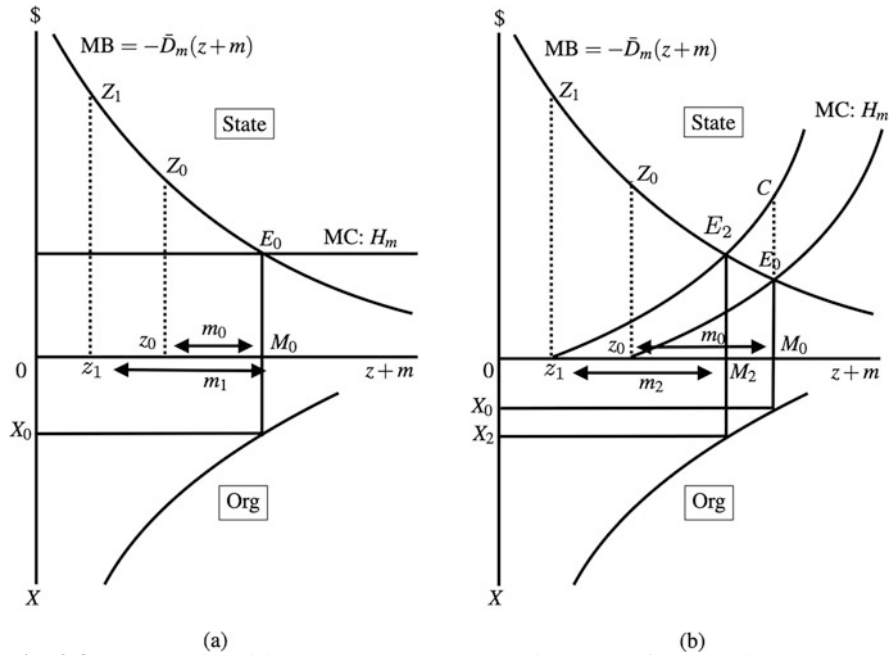 $
MB = −D̄ₘ(z+m)
Z₁
State
Z₀
E₀
MC: Hₘ
z₀
m₀
M₀
0
z₁
m₁
z+m
X₀
Org
X
(a)
$
MB = −D̄ₘ(z+m)
Z₁
State
MC: Hₘ
Z₀
C
E₂
E₀
z₀
m₀
M₀
0
z₁
m₂
M₂
z+m
X₀
X₂
Org
X
(b)